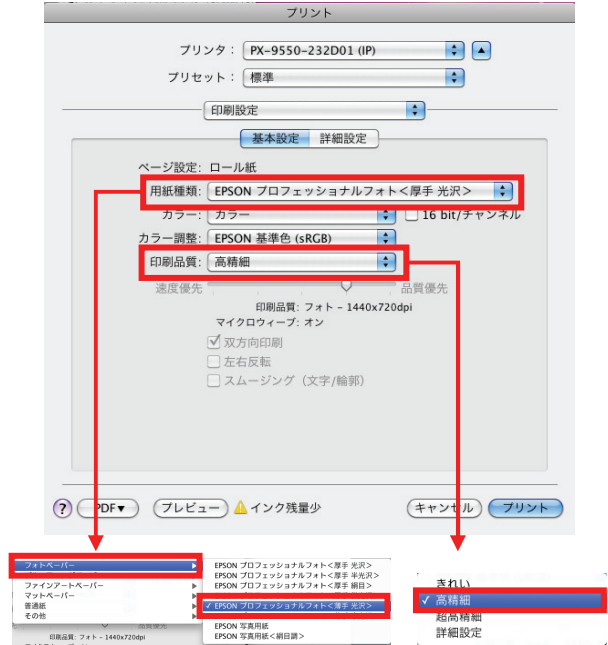 プリント
プリンタ： PX-9550-232D01 (IP)
プリセット： 標準
印刷設定
基本設定 詳細設定
ページ設定: ロール紙
用紙種類: EPSON プロフェッショナルフォト＜厚手 光沢＞
カラー: カラー 16 bit/チャンネル
カラー調整: EPSON 基準色 (sRGB)
印刷品質: 高精細
速度優先 品質優先
印刷品質: フォト - 1440x720dpi
マイクロウィーブ: オン
双方向印刷
左右反転
スムージング（文字/輪郭）
? PDF▼ プレビュー インク残量少 キャンセル プリント
フォトペーパー
ファインアートペーパー
マットペーパー
普通紙
その他
印刷品質: フォト - 1440x720dpi
EPSON プロフェッショナルフォト＜厚手 光沢＞
EPSON プロフェッショナルフォト＜厚手 半光沢＞
EPSON プロフェッショナルフォト＜厚手 絹目＞
✓ EPSON プロフェッショナルフォト＜薄手 光沢＞
EPSON 写真用紙
EPSON 写真用紙＜絹目調＞
きれい
✓ 高精細
超高精細
詳細設定